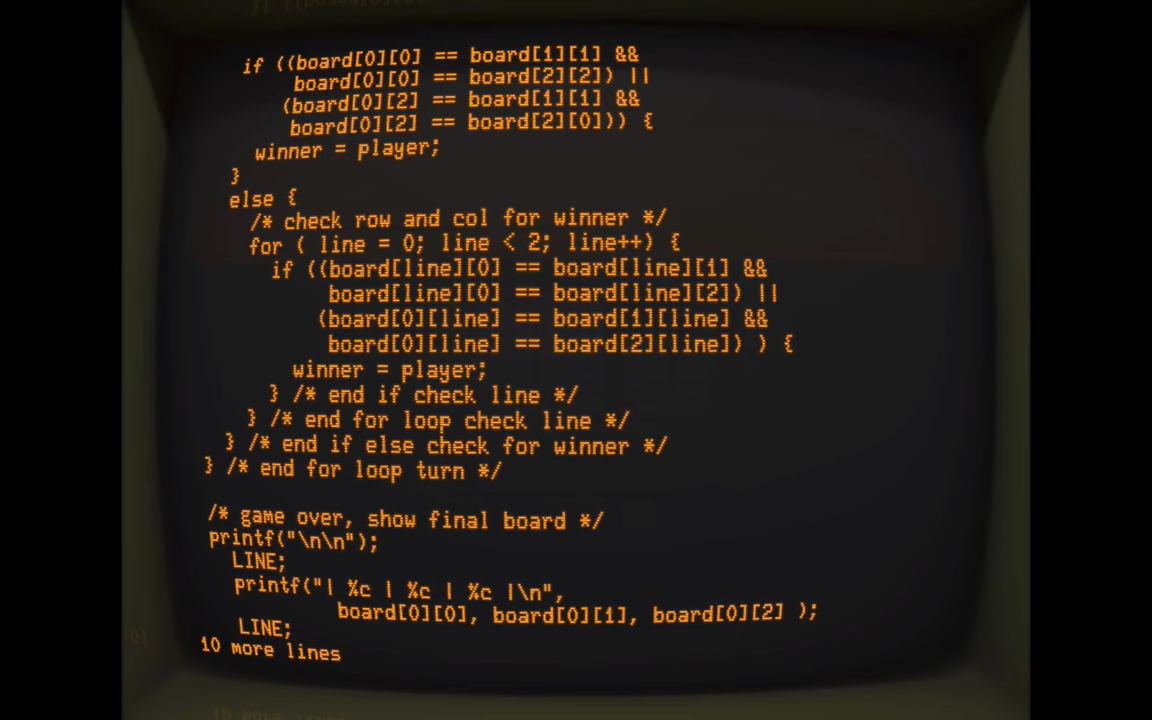 if ((board[0][0] == board[1][1] &&
board[0][0] == board[2][2]) ||
(board[0][2] == board[1][1] &&
board[0][2] == board[2][0])) {
winner = player;
}
else {
/* check row and col for winner */
for ( line = 0; line < 2; line++) {
if ((board[line][0] == board[line][1] &&
board[line][0] == board[line][2]) ||
(board[0][line] == board[1][line] &&
board[0][line] == board[2][line]) ) {
winner = player;
} /* end if check line */
} /* end for loop check line */
} /* end if else check for winner */
} /* end for loop turn */
/* game over, show final board */
printf("\n\n");
LINE;
printf("| %c | %c | %c |\n",
board[0][0], board[0][1], board[0][2] );
LINE;
10 more lines